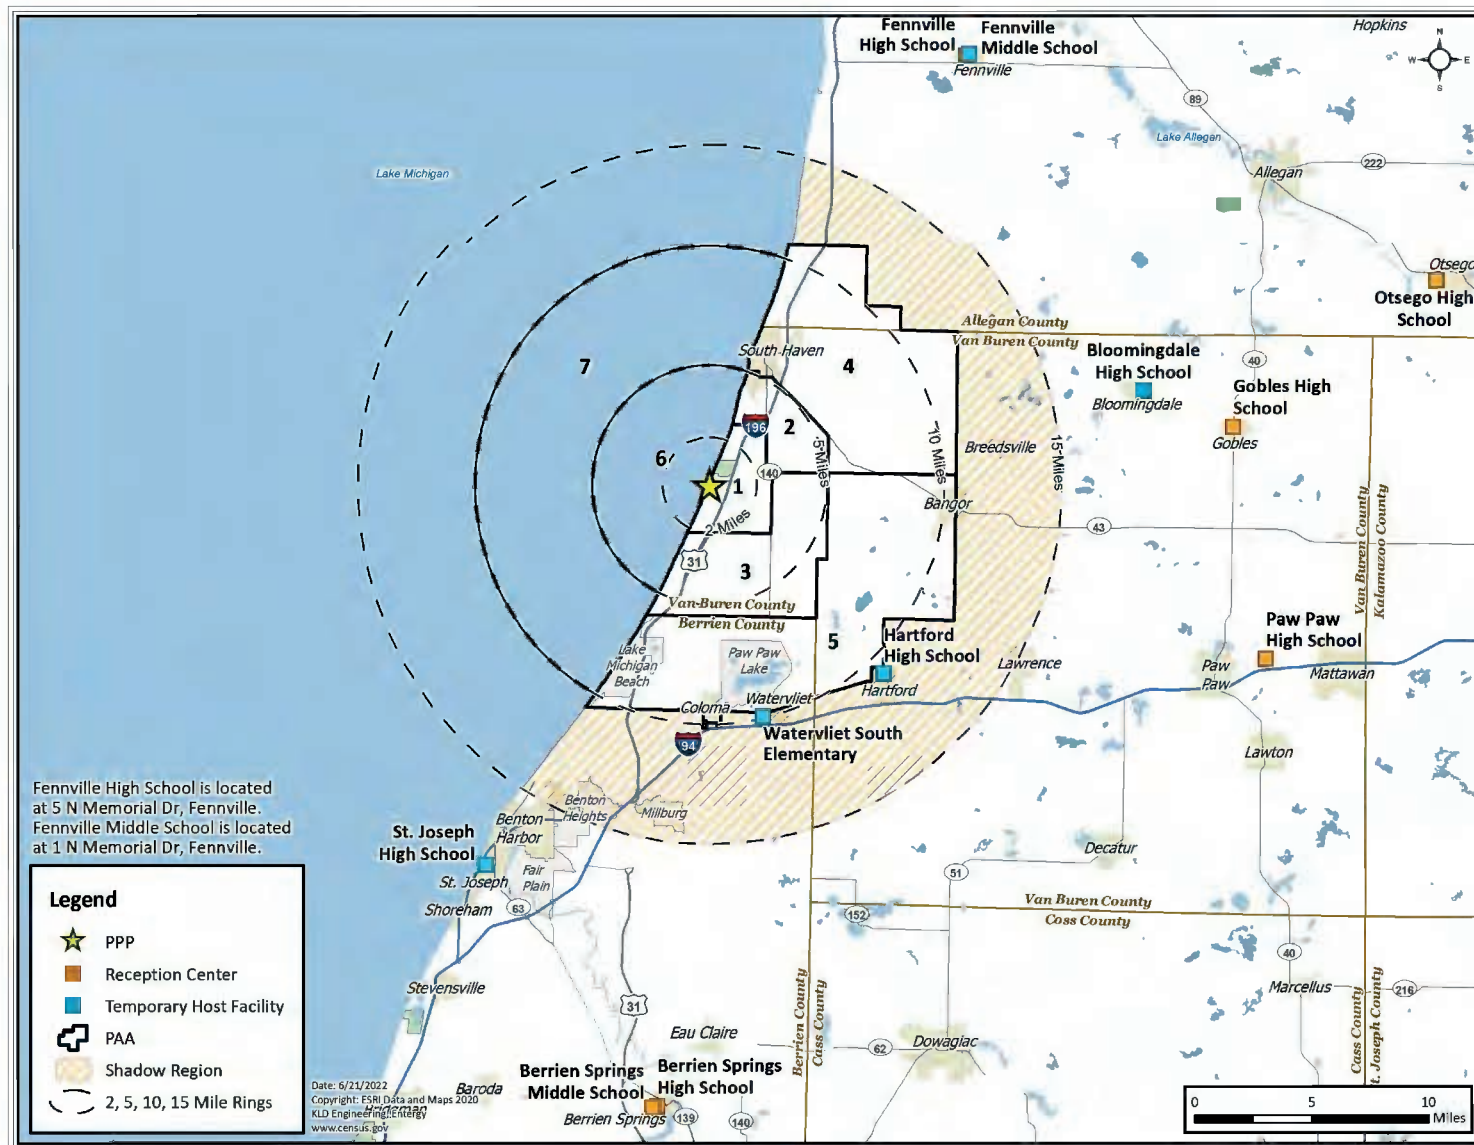 Fennville
High School
Fennville
Middle School
Fennville
Hopkins
N
W
E
S
89
Lake Allegan
Allegan
222
Lake Michigan
Otsego
Otsego High
School
Allegan County
Van Buren County
South Haven
7
4
40
Bloomingdale
High School
Bloomingdale
Gobles High
School
Gobles
196
2
5 Miles
10 Miles
15 Miles
Breedsville
6
140
1
Bangor
2 Miles
43
31
3
Van Buren County
Berrien County
Van Buren County
Kalamazoo County
5
Hartford
High School
Paw Paw
High School
Lake
Michigan
Beach
Paw Paw
Lake
Lawrence
Paw
Paw
Mattawan
Hartford
Watervliet
Coloma
94
Watervliet South
Elementary
Lawton
Fennville High School is located
at 5 N Memorial Dr, Fennville.
Fennville Middle School is located
at 1 N Memorial Dr, Fennville.
Benton
Heights
Millburg
Benton
Harbor
St. Joseph
High School
St. Joseph
Fair
Plain
Decatur
51
Shoreham
63
152
Van Buren County
Cass County
40
Legend
PPP
Reception Center
Temporary Host Facility
PAA
Shadow Region
2, 5, 10, 15 Mile Rings
Stevensville
31
Marcellus
216
Eau Claire
62
Dowagiac
Berrien County
Cass County
Cass County
St. Joseph County
Berrien Springs
Middle School
Berrien Springs
High School
Baroda
Bridgman
Berrien Springs
139
140
Date: 6/21/2022
Copyright: ESRI Data and Maps 2020
KLD Engineering, Entergy
www.census.gov
0
5
10
Miles